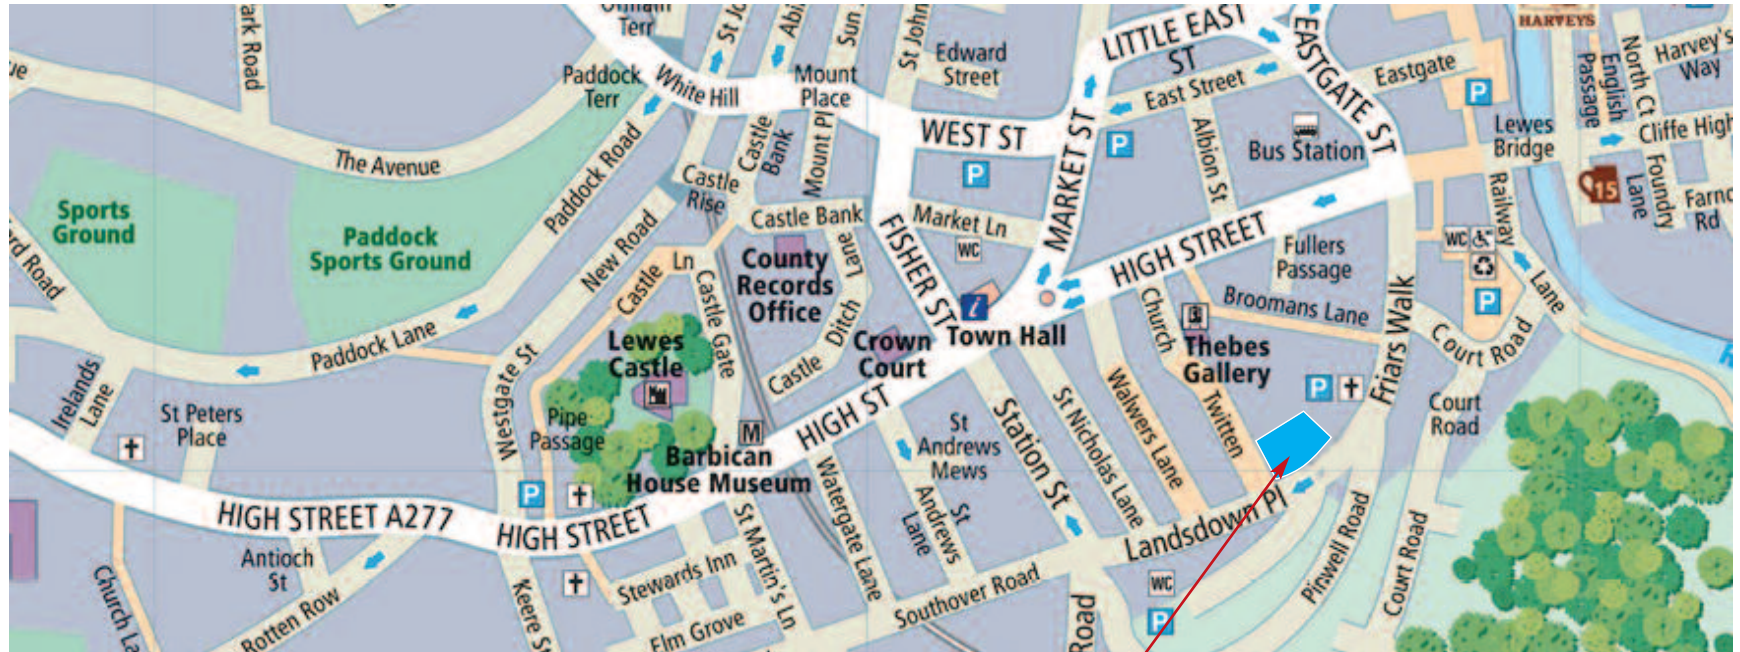 Park Road
Ormain
Terr
St Jo
Abi
Sun
St John
Edward
Street
LITTLE EAST
ST
EASTGATE ST
HARVEYS
English
Passage
North Ct
Harvey's
Way
Paddock
Terr
White Hill
Mount
Place
East Street
Eastgate
P
Cliffe High
The Avenue
Paddock Road
Castle
Bank
Mount Pl
WEST ST
P
P
MARKET ST
Albion St
Bus Station
Lewes
Bridge
15
Foundry
Lane
Farnc
Rd
Sports
Ground
Paddock
Sports Ground
Castle
Rise
Castle Bank
Market Ln
WC
HIGH STREET
Fullers
Passage
Railway
Lane
WC
P
ard Road
New Road
Castle
Ln
Castle Gate
County
Records
Office
Castle Ditch Lane
FISHER ST
i
Town Hall
Crown
Court
Church
Twitten
Broomans Lane
Friars Walk
Thebes
Gallery
Court Road
Paddock Lane
Westgate St
Lewes
Castle
Irelands
Lane
St Peters
Place
Pipe
Passage
M
Barbican
House Museum
HIGH ST
St
Andrews
Mews
Station St
St Nicholas Lane
Walwers Lane
P
Court
Road
HIGH STREET A277
P
HIGH STREET
Watergate Lane
St
Andrews
Lane
Landsdown Pl
Pinwell Road
Court Road
Antioch
St
Rotten Row
Church La
Keere St
Stewards Inn
St Martin's Ln
Elm Grove
Southover Road
Road
WC
P